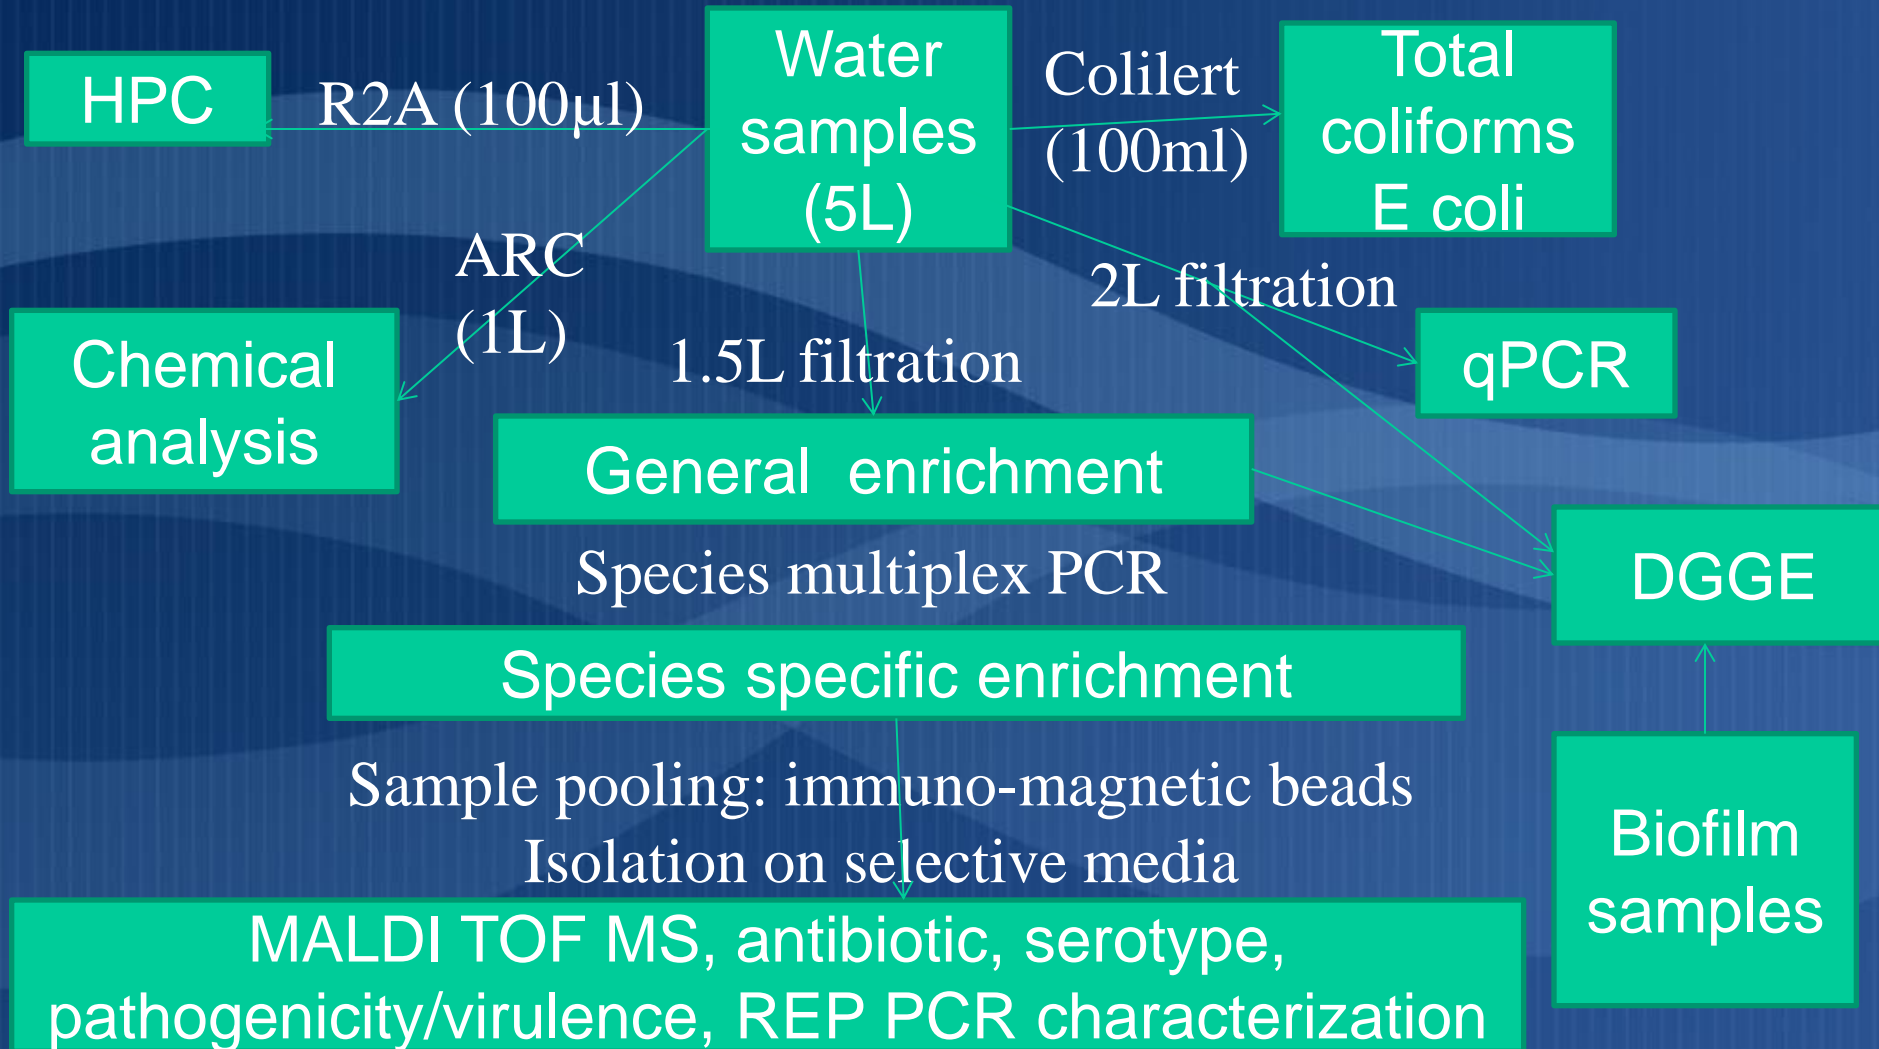 HPC
R2A (100µl)
Water
samples
(5L)
Colilert
(100ml)
Total
coliforms
E coli
ARC
(1L)
2L filtration
Chemical
analysis
1.5L filtration
qPCR
General enrichment
Species multiplex PCR
DGGE
Species specific enrichment
Sample pooling: immuno-magnetic beads
Isolation on selective media
Biofilm
samples
MALDI TOF MS, antibiotic, serotype,
pathogenicity/virulence, REP PCR characterization